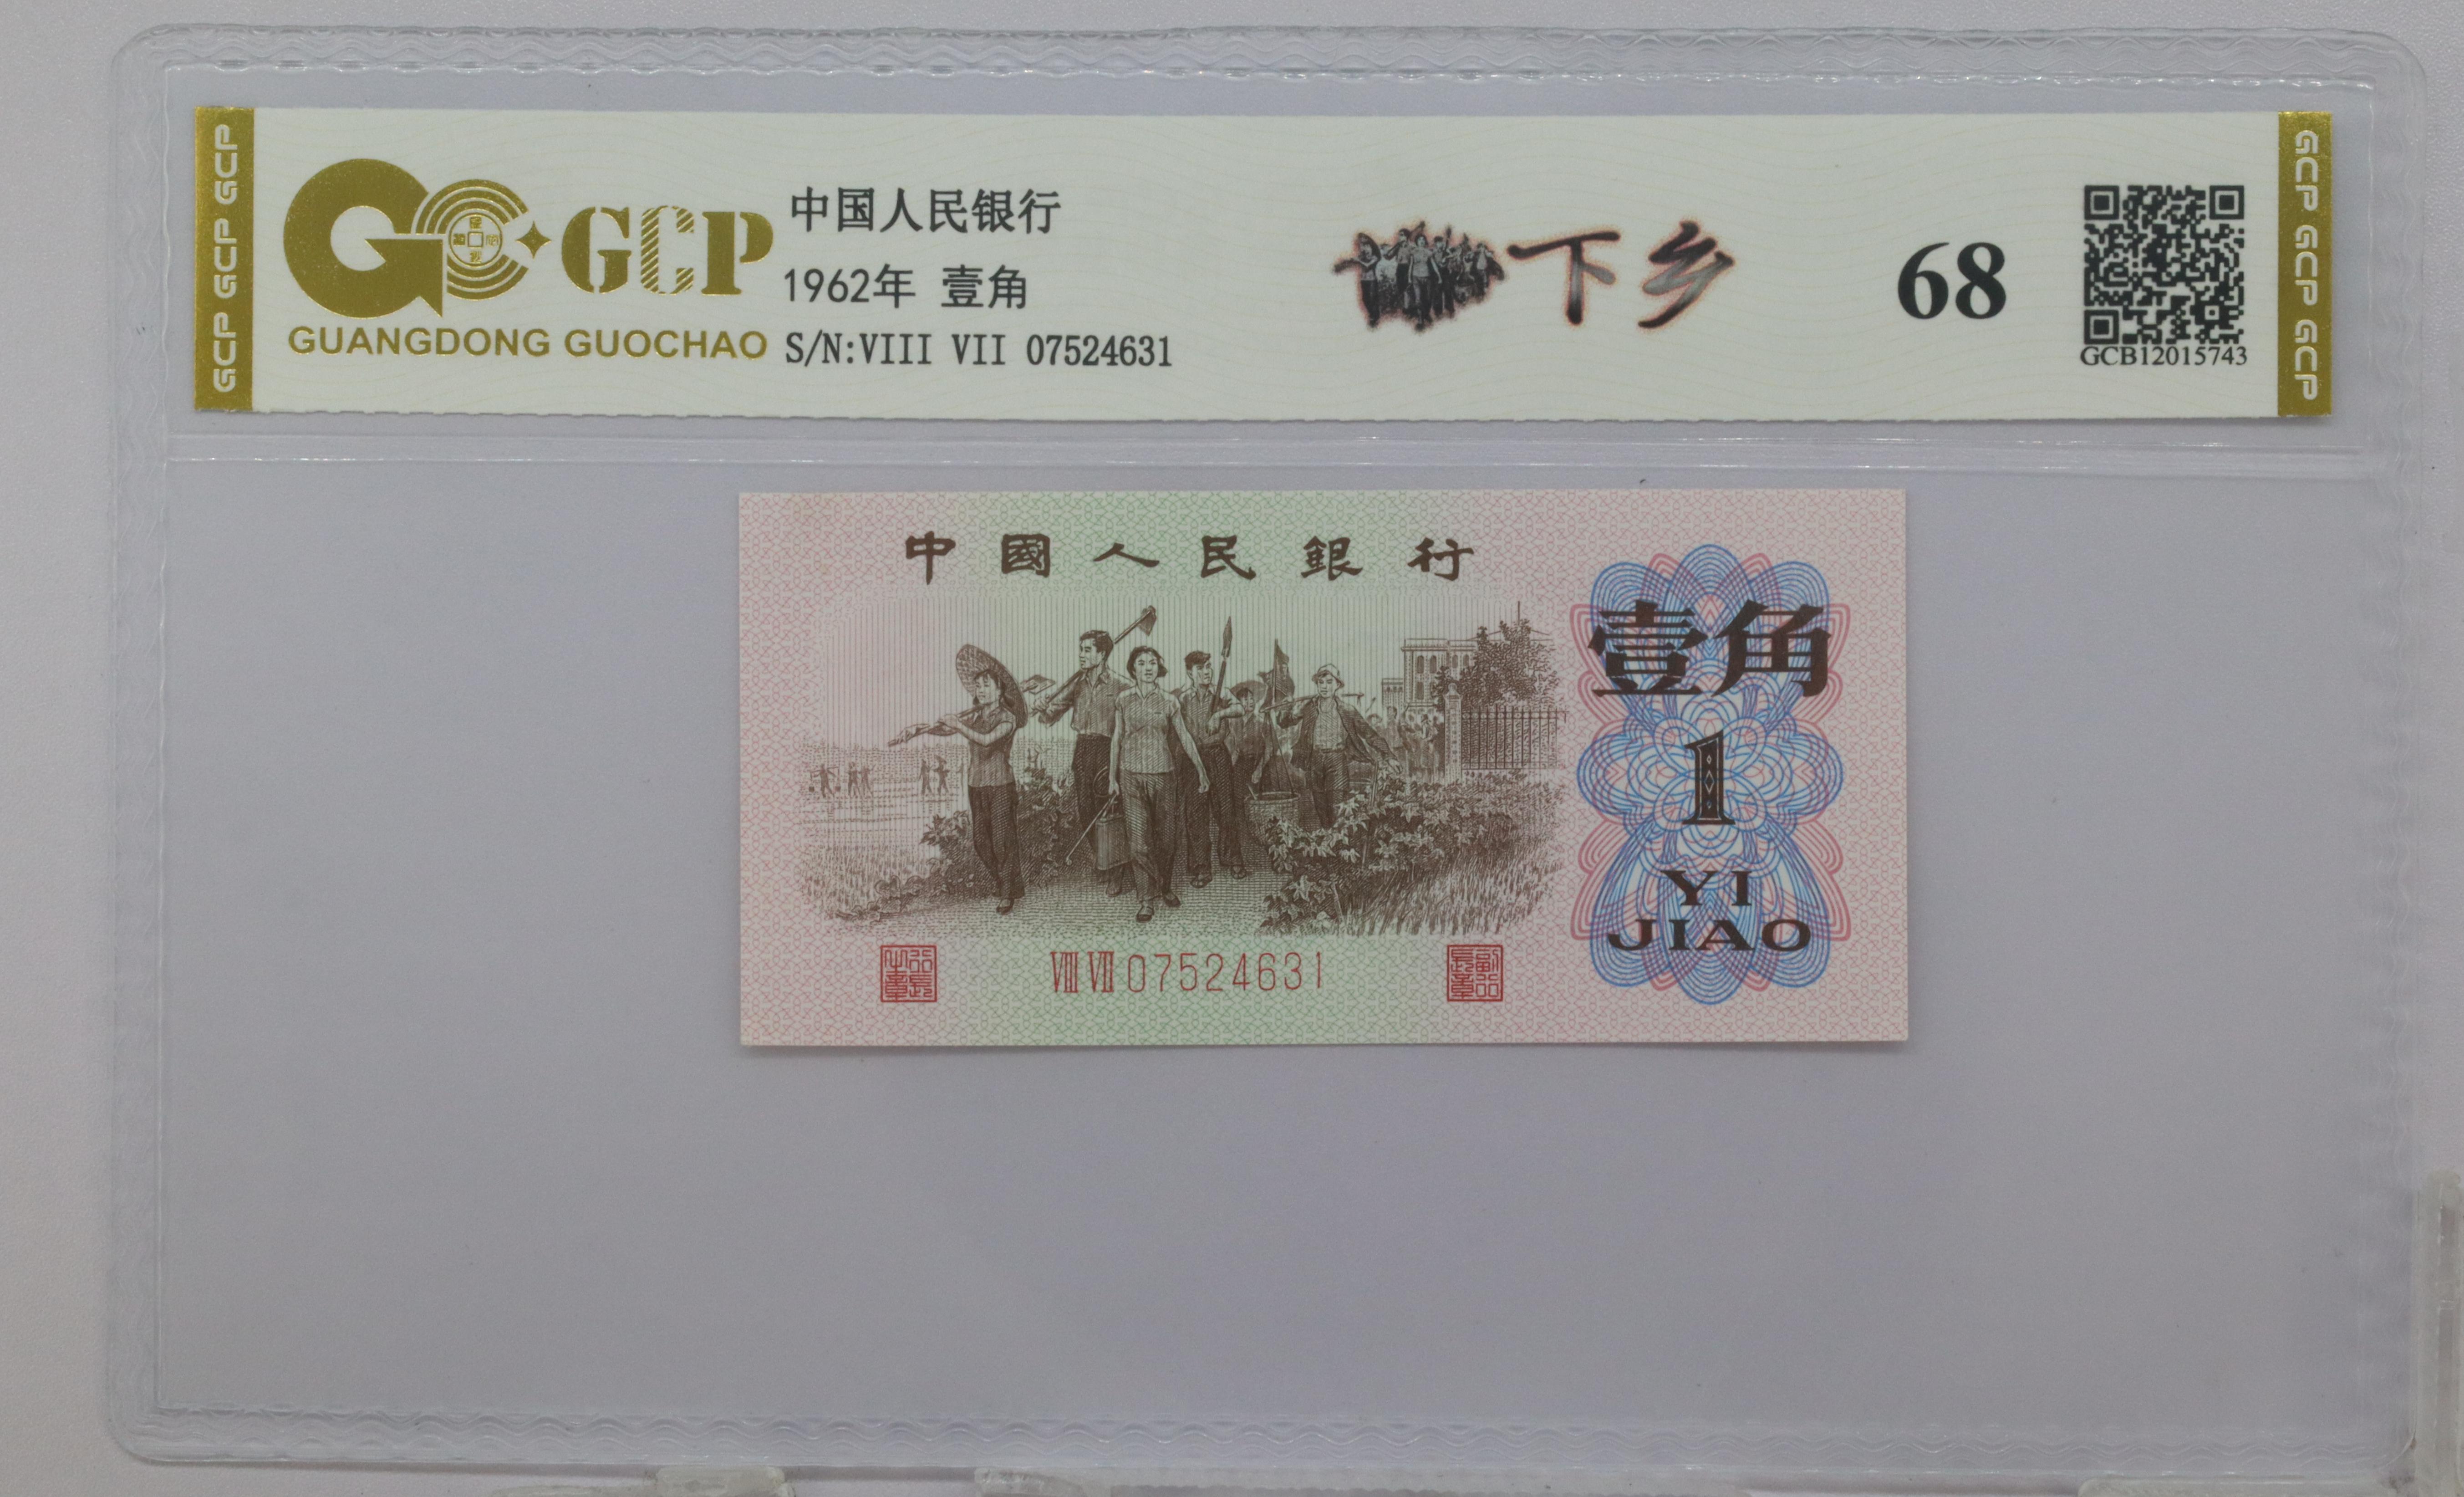 GCP GCP GCP
GCP
GUANGDONG GUOCHAO
中国人民银行
1962年 壹角
S/N:VIII VII 07524631
下乡
68
GCB12015743
GCP GCP GCP
中國人民銀行
壹角
1
YI
JIAO
VIII VII 07524631